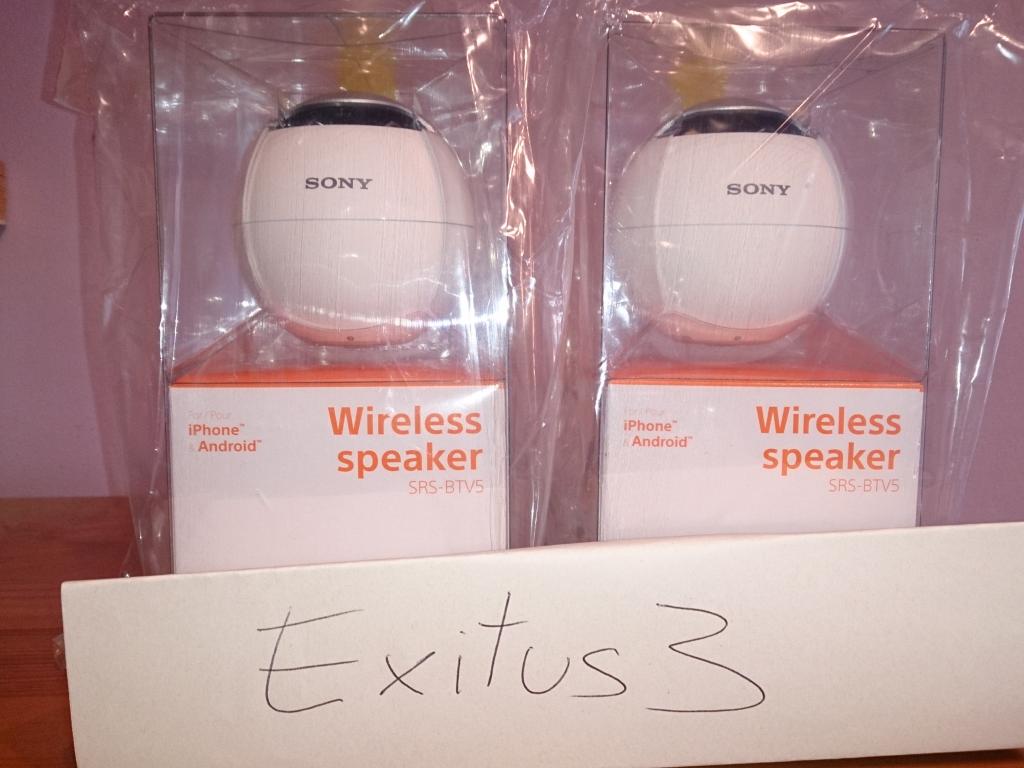 SONY
For / Pour
iPhone™
& Android™
Wireless
speaker
SRS-BTV5
SONY
For / Pour
iPhone™
& Android™
Wireless
speaker
SRS-BTV5
Exitus3